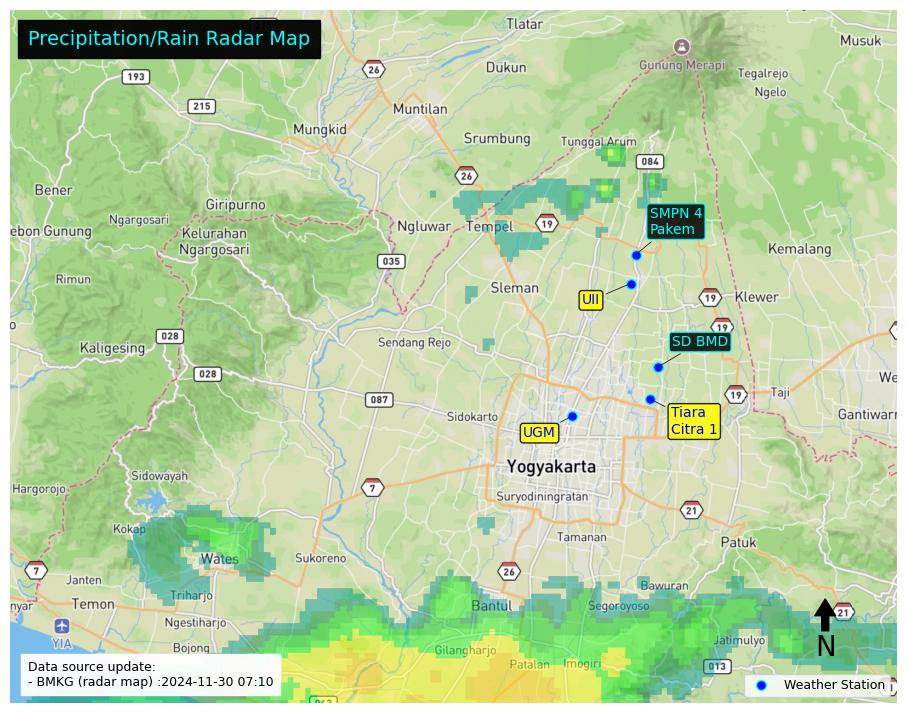 Precipitation/Rain Radar Map
Tlatar
Musuk
Gunung Merapi
26
Dukun
Tegalrejo
193
Ngelo
215
Muntilan
Mungkid
Srumbung
Tunggal Arum
084
26
Bener
Giripurno
SMPN 4
Pakem
Ngargosari
Ngluwar
Tempel
19
ebon Gunung
Kelurahan
Ngargosari
Kemalang
035
Rimun
Sleman
UII
19
Klewer
19
028
Sendang Rejo
SD BMD
Kaligesing
028
We
087
19
Taji
Sidokarto
Tiara
Citra 1
Gantiwarn
UGM
Yogyakarta
Sidowayah
7
Hargorojo
Suryodiningratan
21
Kokap
Tamanan
Patuk
Wates
Sukoreno
7
Janten
26
Bawuran
Triharjo
nyar
Temon
Bantul
Segoroyoso
21
Ngestiharjo
YIA
Jatimulyo
N
Bojong
Gilangharjo
Patalan
Imogiri
013
Data source update:
- BMKG (radar map) :2024-11-30 07:10
Weather Station